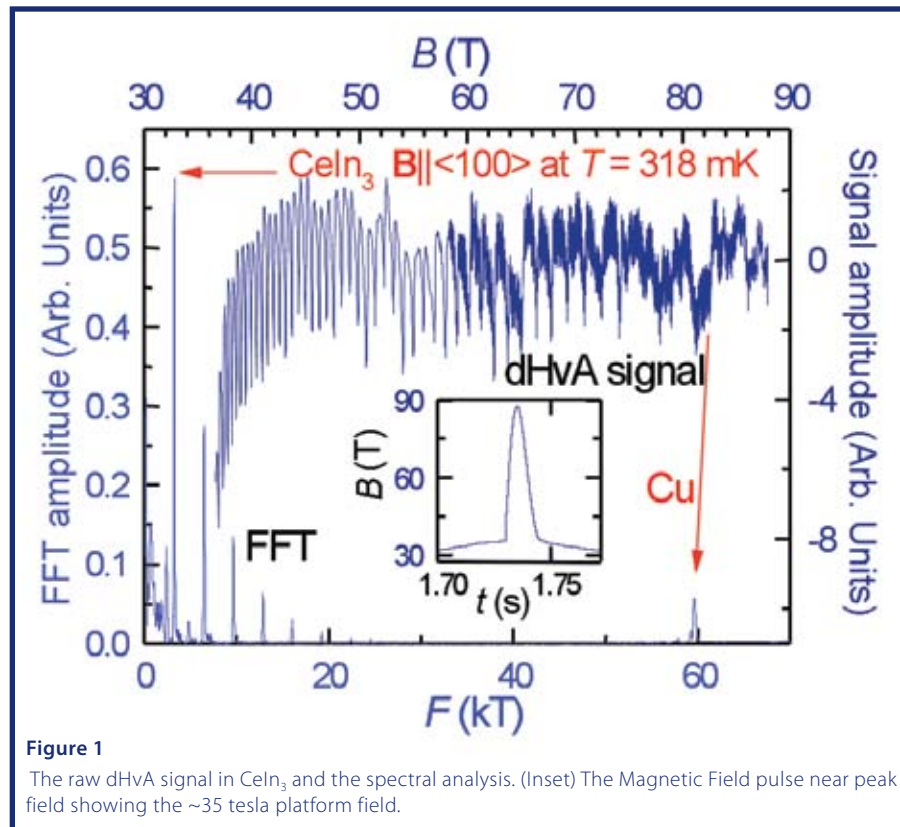 B (T)
30 40 50 60 70 80 90
CeIn₃ B||<100> at T = 318 mK
FFT amplitude (Arb. Units)
0.6
0.5
0.4
0.3
0.2
0.1
0.0
Signal amplitude (Arb. Units)
0
-4
-8
dHvA signal
Cu
FFT
B (T)
90
60
30
1.70 1.75
t (s)
0 20 40 60
F (kT)
Figure 1
The raw dHvA signal in CeIn₃ and the spectral analysis. (Inset) The Magnetic Field pulse near peak
field showing the ~35 tesla platform field.